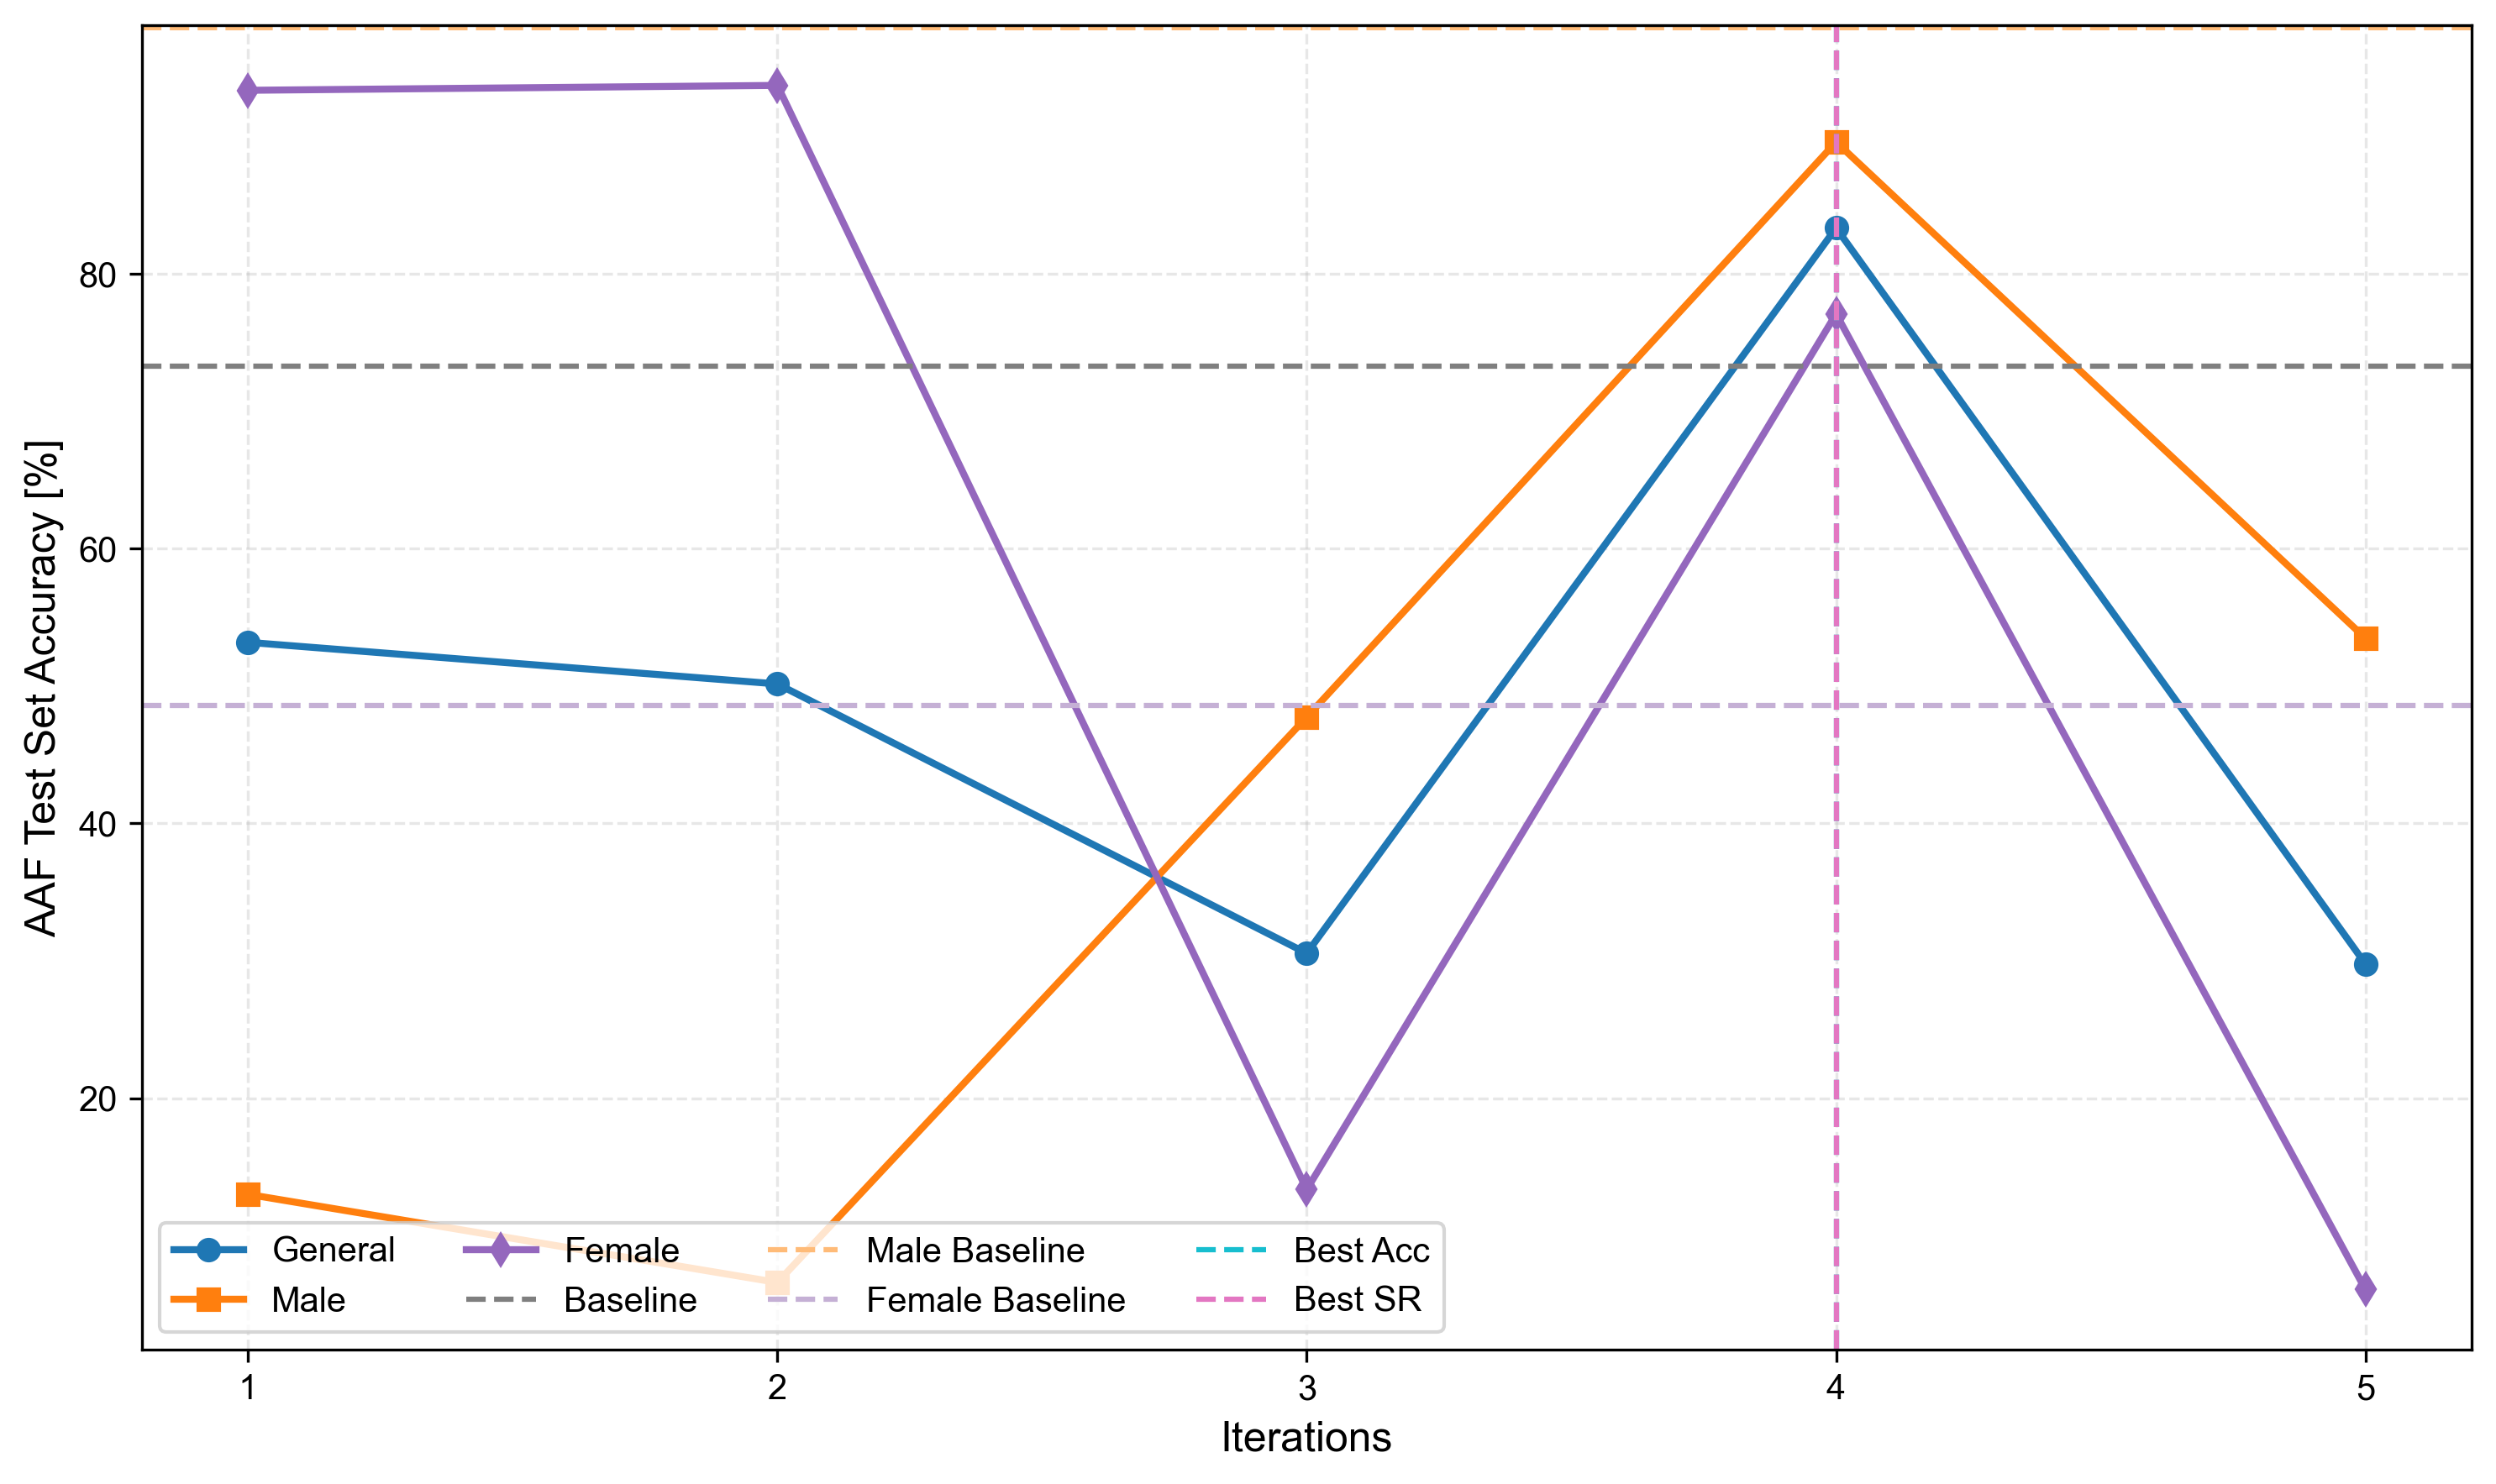 AAF Test Set Accuracy [%]
80
60
40
20
General
Male
Female
Baseline
Male Baseline
Female Baseline
Best Acc
Best SR
1
2
3
4
5
Iterations